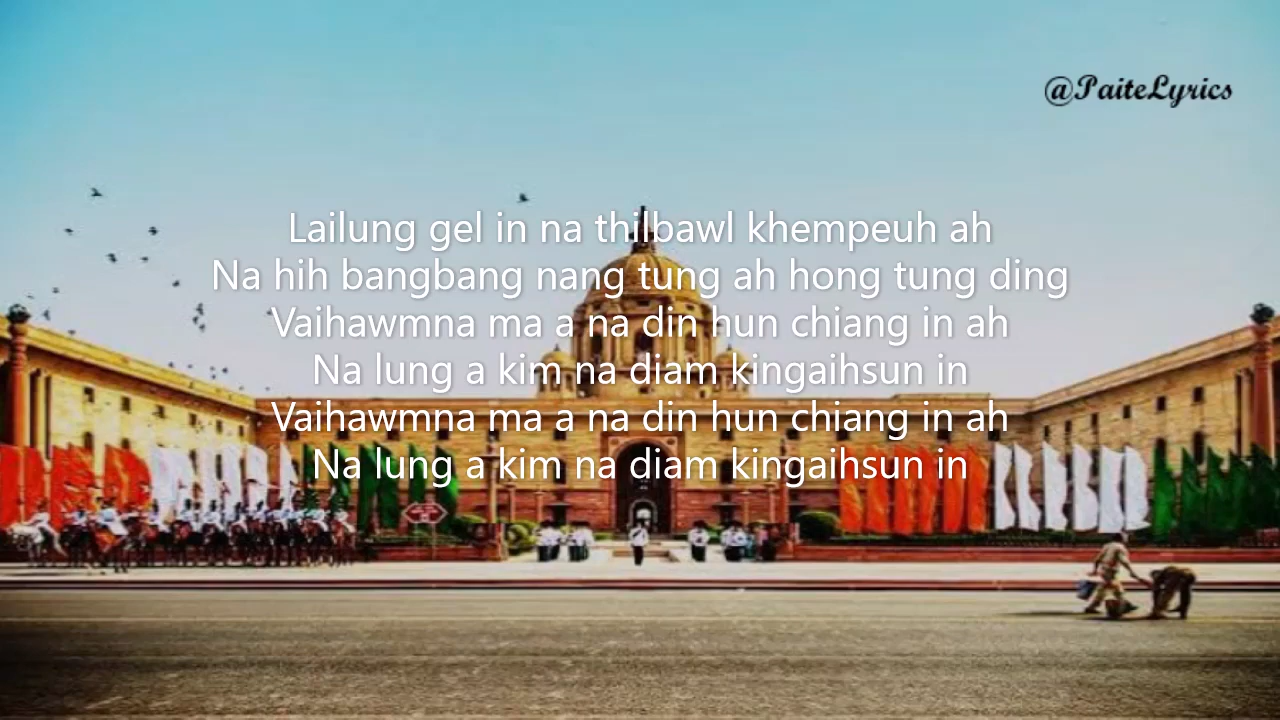 @PaiteLyrics
Lailung gel in na thilbawl khempeuh ah
Na hih bangbang nang tung ah hong tung ding
Vaihawmna ma a na din hun chiang in ah
Na lung a kim na diam kingaihsun in
Vaihawmna ma a na din hun chiang in ah
Na lung a kim na diam kingaihsun in